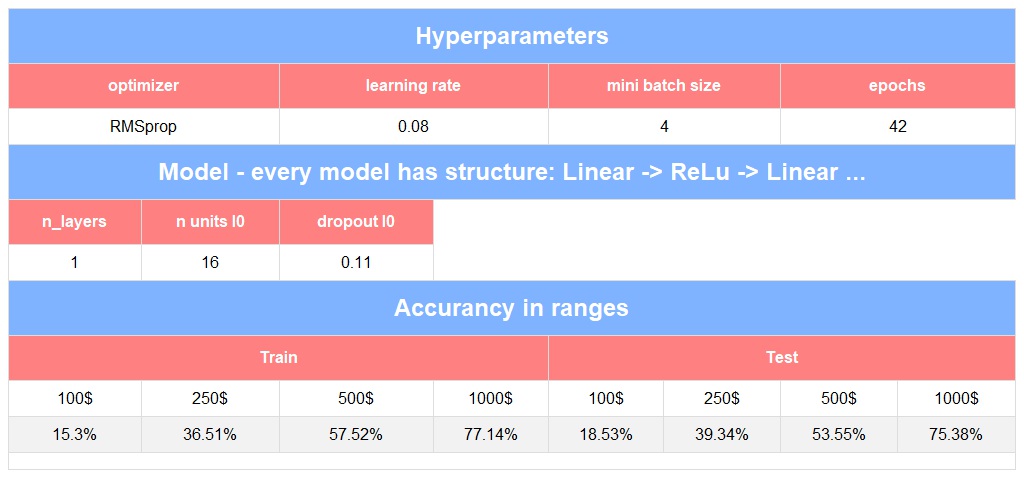 Hyperparameters
optimizer learning rate mini batch size epochs
RMSprop 0.08 4 42
Model - every model has structure: Linear -> ReLu -> Linear ...
n_layers n units l0 dropout l0
1 16 0.11
Accurancy in ranges
Train Test
100$ 250$ 500$ 1000$ 100$ 250$ 500$ 1000$
15.3% 36.51% 57.52% 77.14% 18.53% 39.34% 53.55% 75.38%